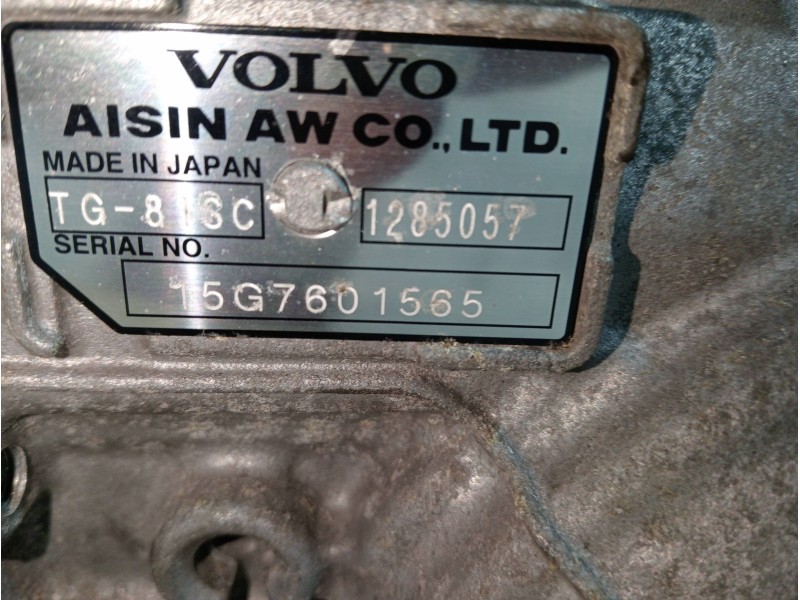 VOLVO
AISIN AW CO., LTD.
MADE IN JAPAN
TG-81SC 1285057
SERIAL NO.
15G7601565